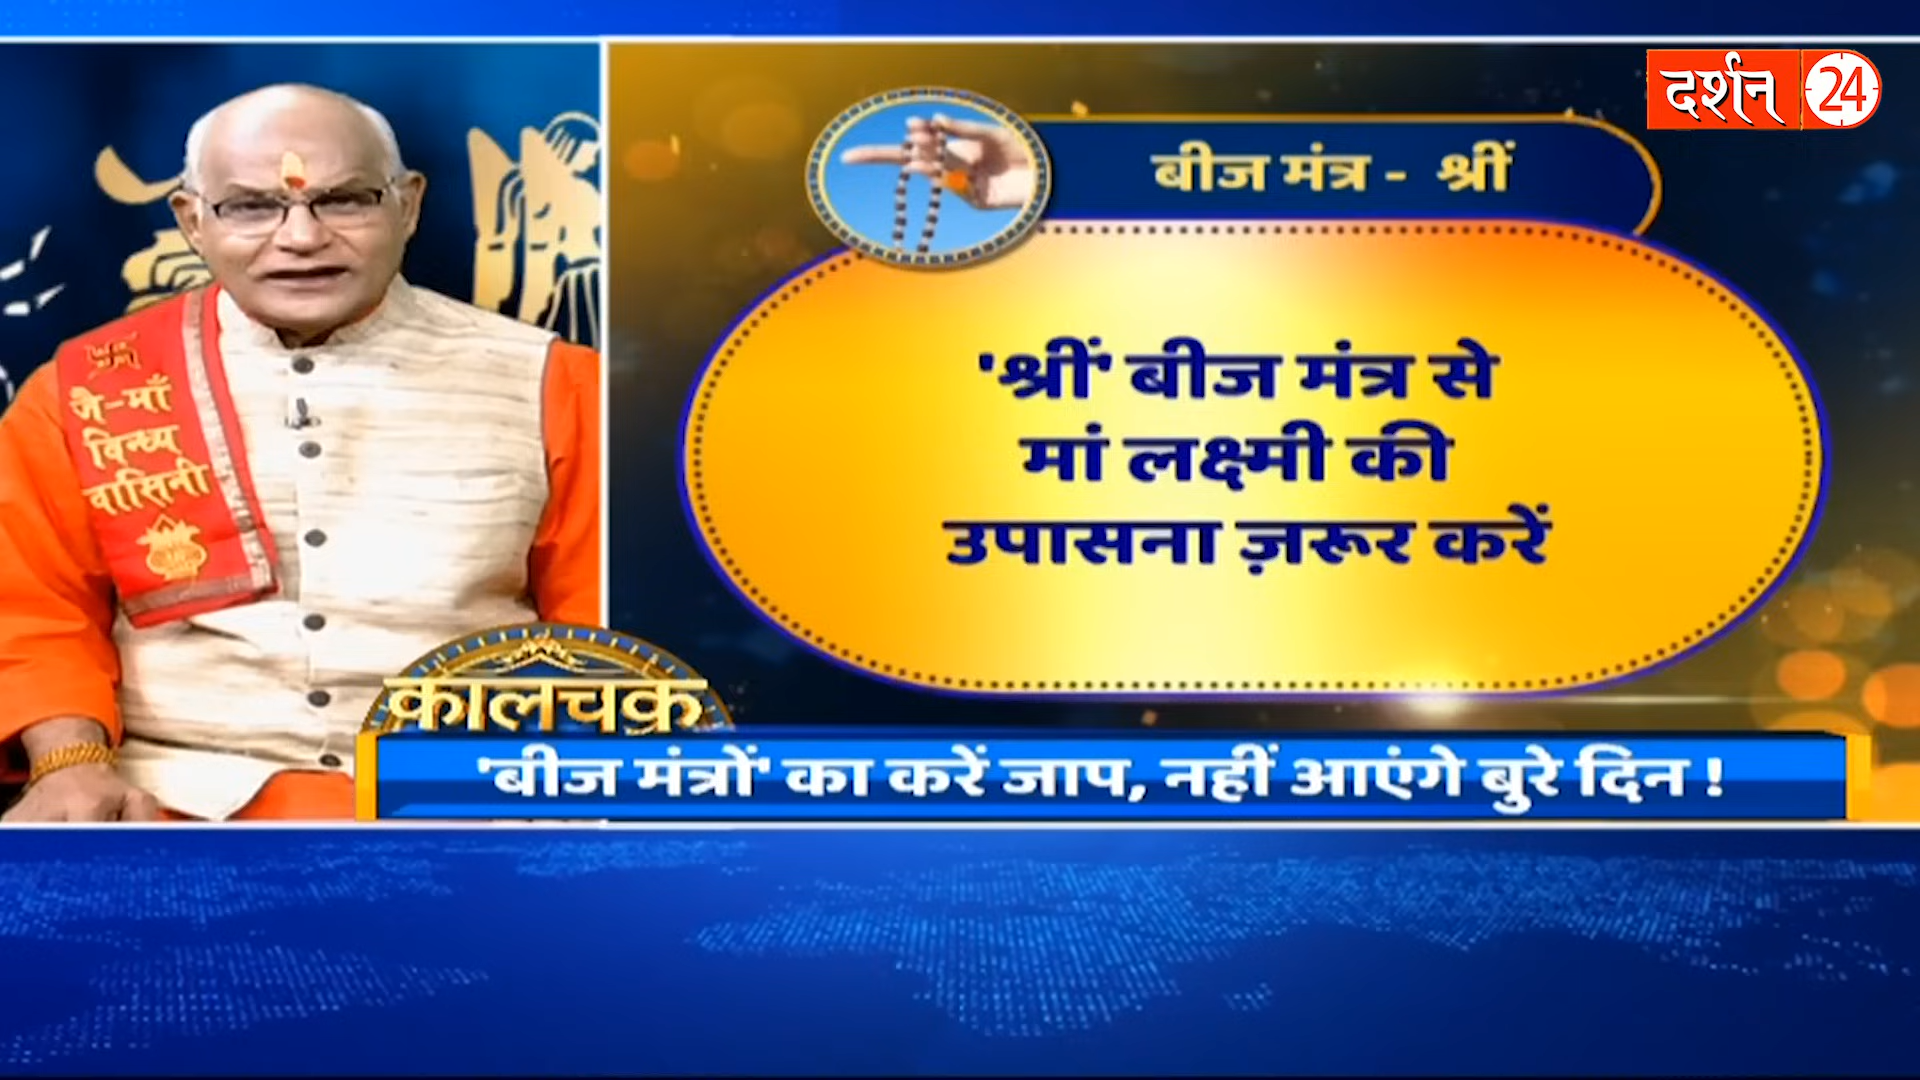 दर्शन 24
बीज मंत्र - श्रीं
'श्रीं' बीज मंत्र से
मां लक्ष्मी की
उपासना ज़रूर करें
जै-माँ
विन्ध्य
वासिनी
कालचक्र
'बीज मंत्रों' का करें जाप, नहीं आएंगे बुरे दिन !